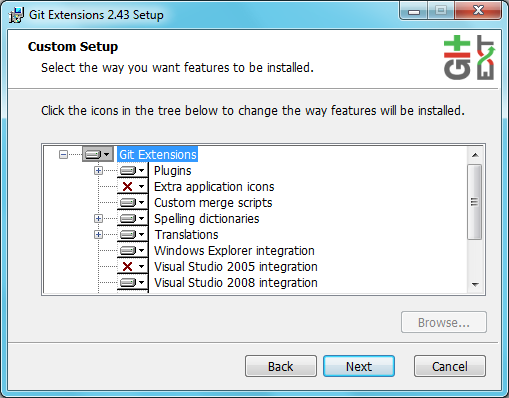 Git Extensions 2.43 Setup
Custom Setup
Select the way you want features to be installed.
Git
EXT
Click the icons in the tree below to change the way features will be installed.
Git Extensions
Plugins
Extra application icons
Custom merge scripts
Spelling dictionaries
Translations
Windows Explorer integration
Visual Studio 2005 integration
Visual Studio 2008 integration
Browse...
Back
Next
Cancel